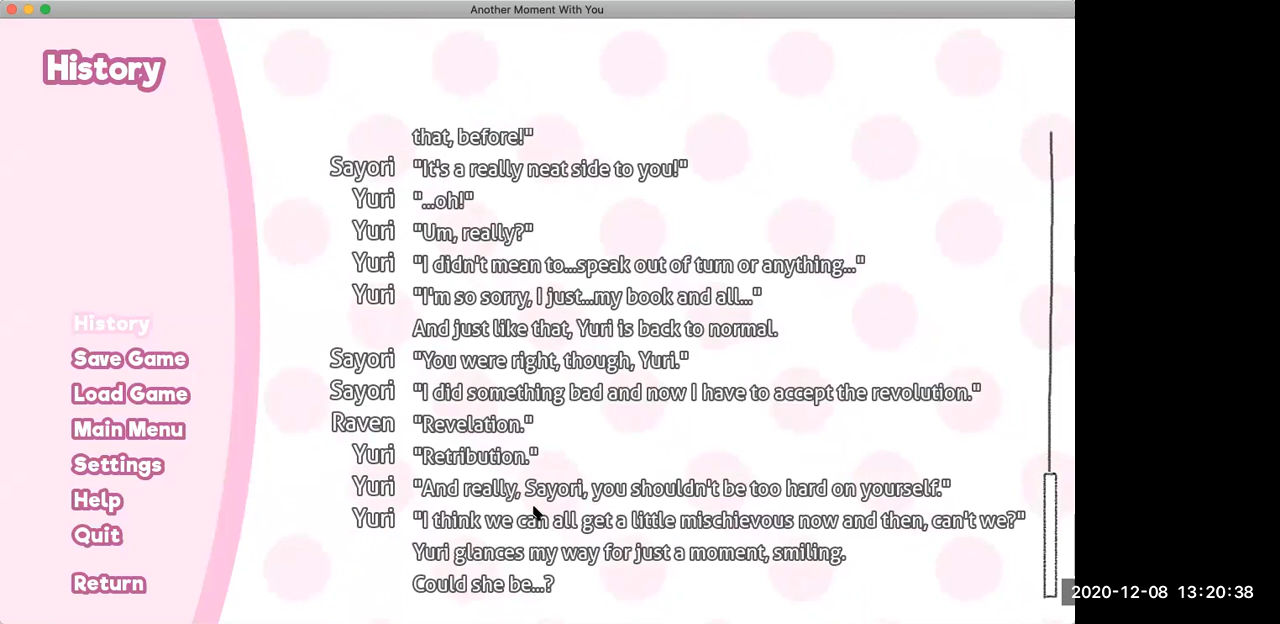 Another Moment With You
History
that, before!"
Sayori "It's a really neat side to you!"
Yuri "...oh!"
Yuri "Um, really?"
Yuri "I didn't mean to...speak out of turn or anything..."
Yuri "I'm so sorry, I just...my book and all..."
And just like that, Yuri is back to normal.
Sayori "You were right, though, Yuri."
Sayori "I did something bad and now I have to accept the revolution."
Raven "Revelation."
Yuri "Retribution."
Yuri "And really, Sayori, you shouldn't be too hard on yourself."
Yuri "I think we can all get a little mischievous now and then, can't we?"
Yuri glances my way for just a moment, smiling.
Could she be...?
History
Save Game
Load Game
Main Menu
Settings
Help
Quit
Return
2020-12-08 13:20:38